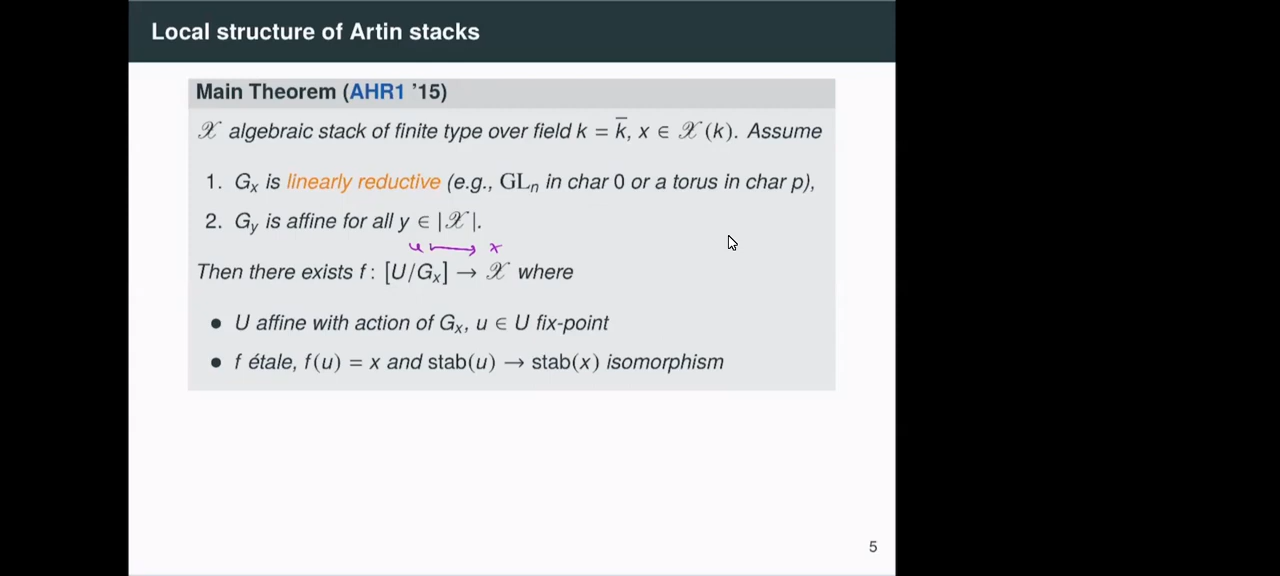 Local structure of Artin stacks
Main Theorem (AHR1 ’15)
𝒳 algebraic stack of finite type over field k = k̅, x ∈ 𝒳(k). Assume
1. Gₓ is linearly reductive (e.g., GLₙ in char 0 or a torus in char p),
2. G_y is affine for all y ∈ |𝒳|.
u ⟼ x
Then there exists f : [U/Gₓ] → 𝒳 where
• U affine with action of Gₓ, u ∈ U fix-point
• f étale, f(u) = x and stab(u) → stab(x) isomorphism
5